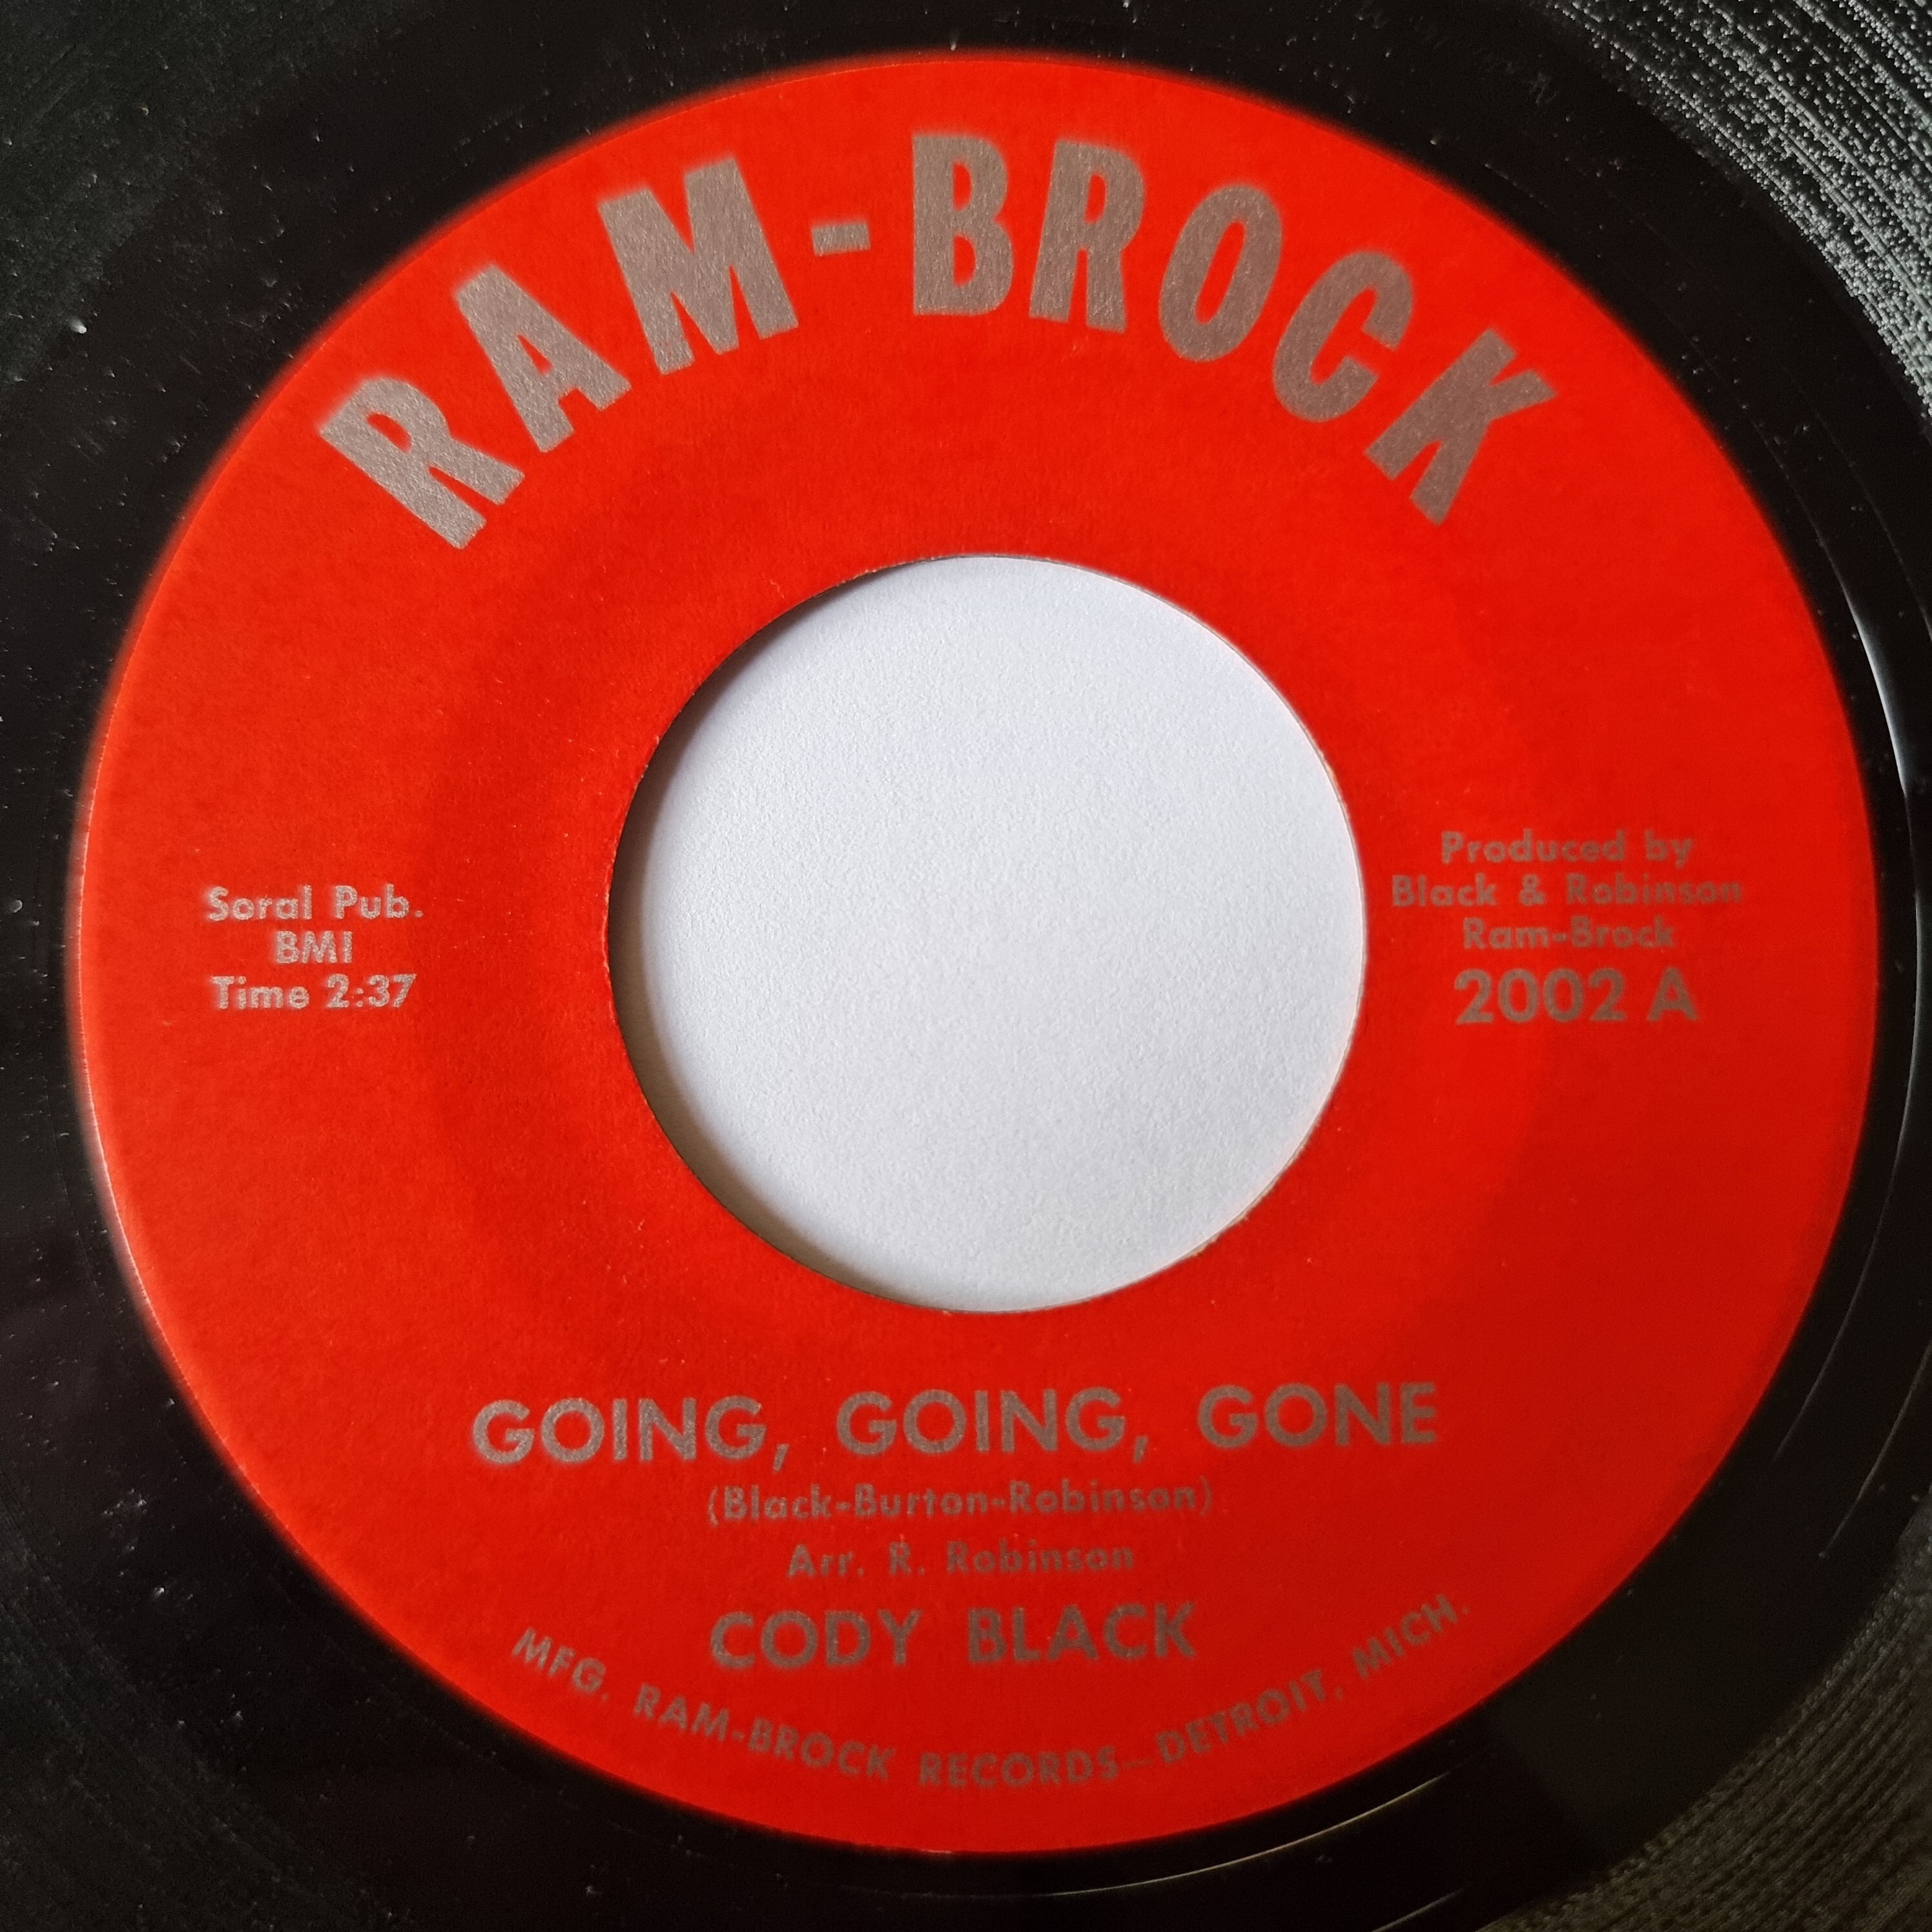 RAM-BROCK
Soral Pub.
BMI
Time 2:37
Produced by
Black & Robinson
Ram-Brock
2002 A
GOING, GOING, GONE
(Black-Burton-Robinson)
Arr. R. Robinson
CODY BLACK
MFG. RAM-BROCK RECORDS—DETROIT, MICH.